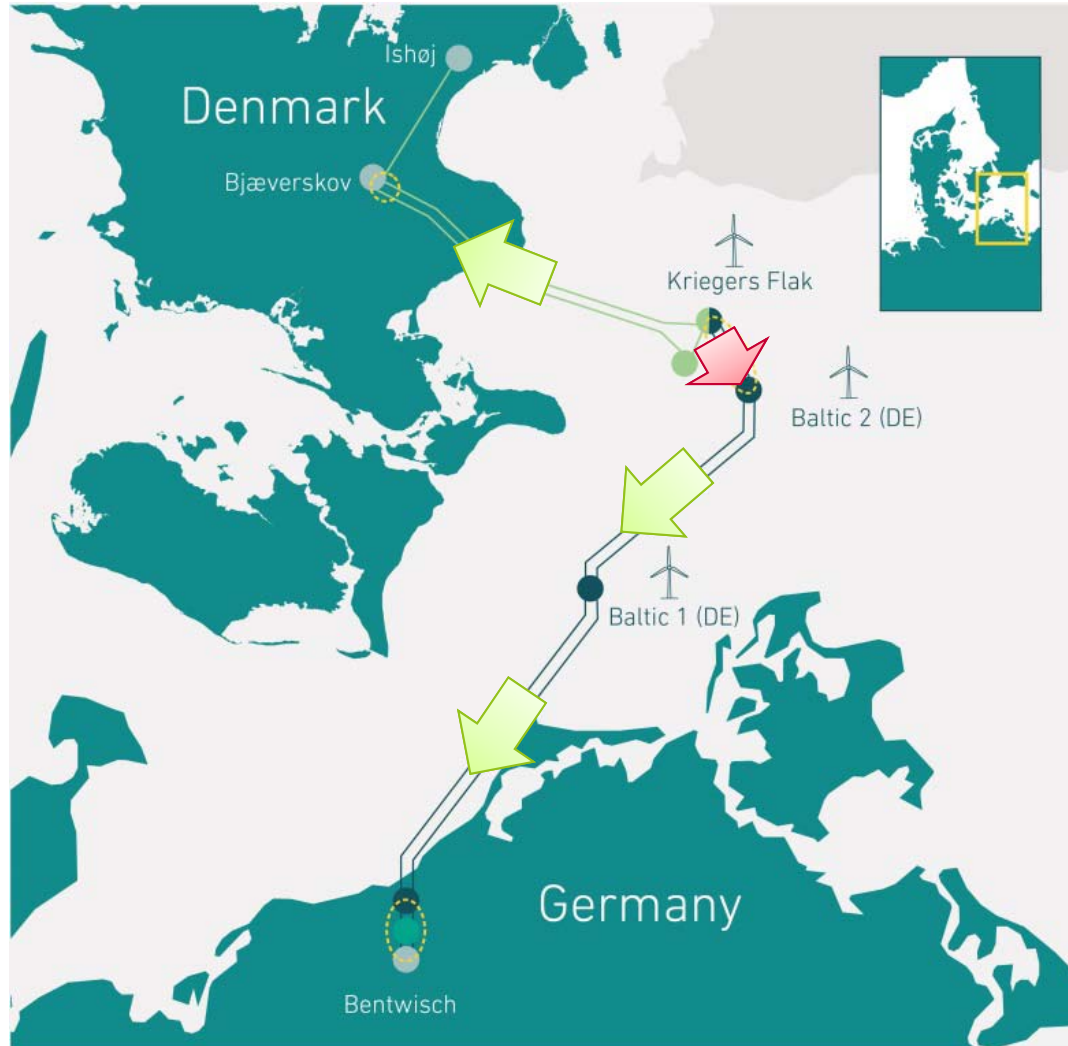 Ishøj
Denmark
Bjæverskov
Kriegers Flak
Baltic 2 (DE)
Baltic 1 (DE)
Germany
Bentwisch